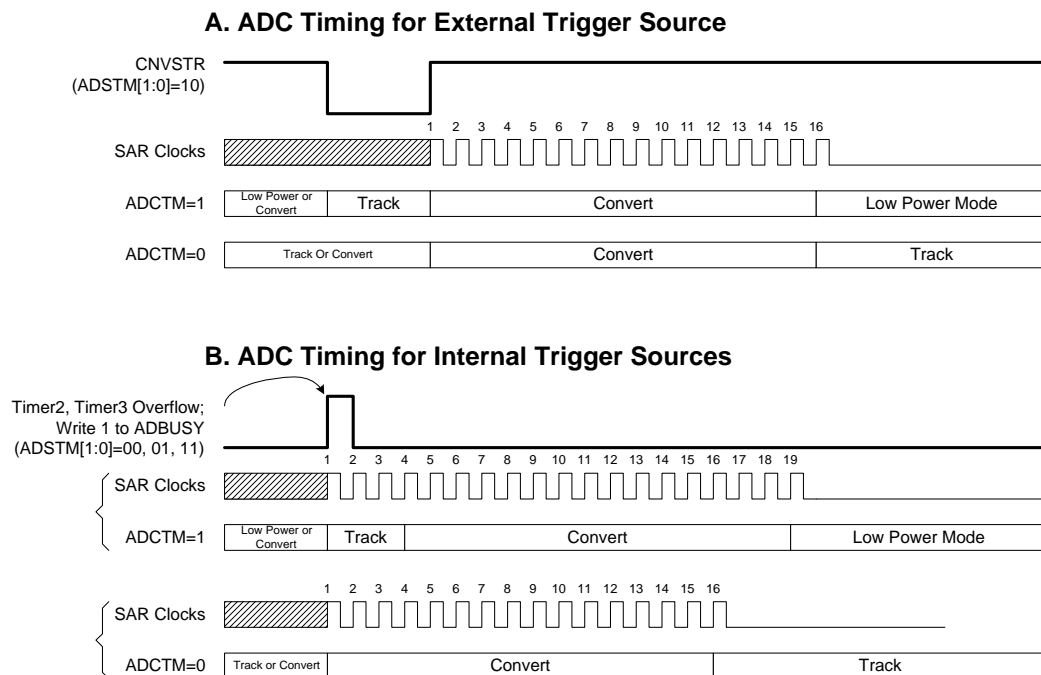 A. ADC Timing for External Trigger Source
CNVSTR
(ADSTM[1:0]=10)
1 2 3 4 5 6 7 8 9 10 11 12 13 14 15 16
SAR Clocks
ADCTM=1 Low Power or Convert Track Convert Low Power Mode
ADCTM=0 Track Or Convert Convert Track
B. ADC Timing for Internal Trigger Sources
Timer2, Timer3 Overflow;
Write 1 to ADBUSY
(ADSTM[1:0]=00, 01, 11)
1 2 3 4 5 6 7 8 9 10 11 12 13 14 15 16 17 18 19
SAR Clocks
ADCTM=1 Low Power or Convert Track Convert Low Power Mode
1 2 3 4 5 6 7 8 9 10 11 12 13 14 15 16
SAR Clocks
ADCTM=0 Track or Convert Convert Track